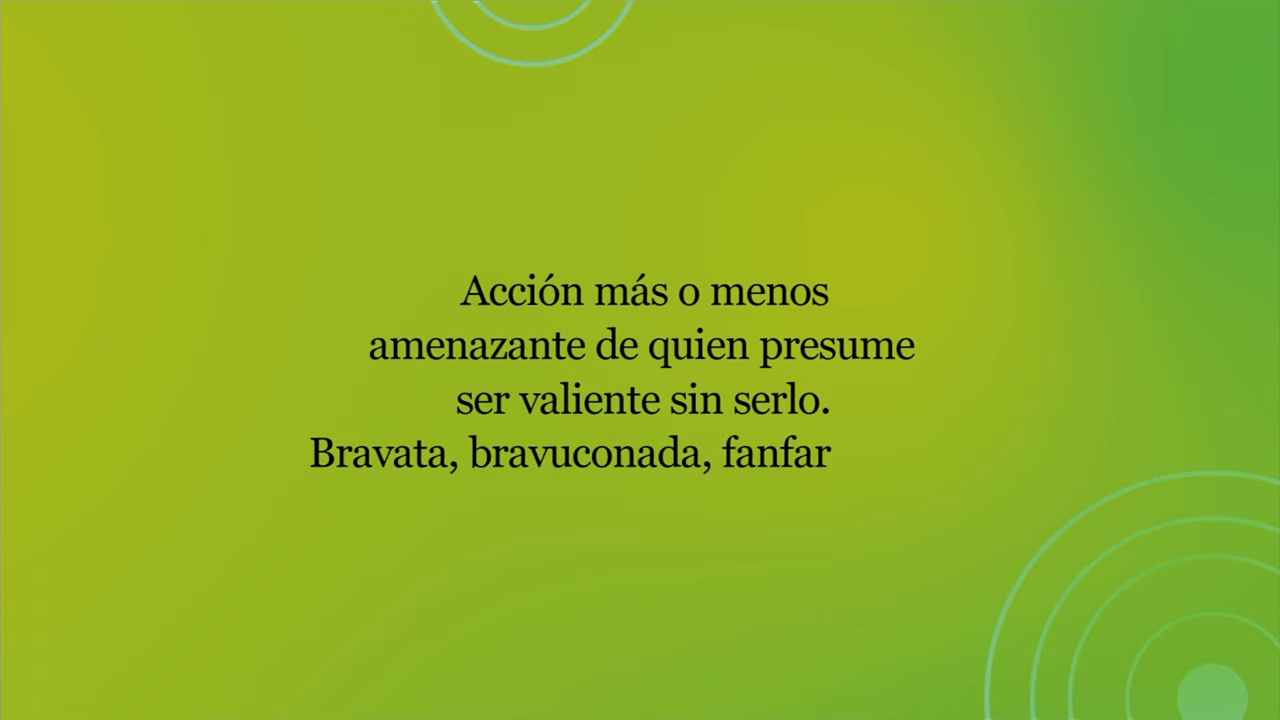 Acción más o menos
amenazante de quien presume
ser valiente sin serlo.
Bravata, bravuconada, fanfar